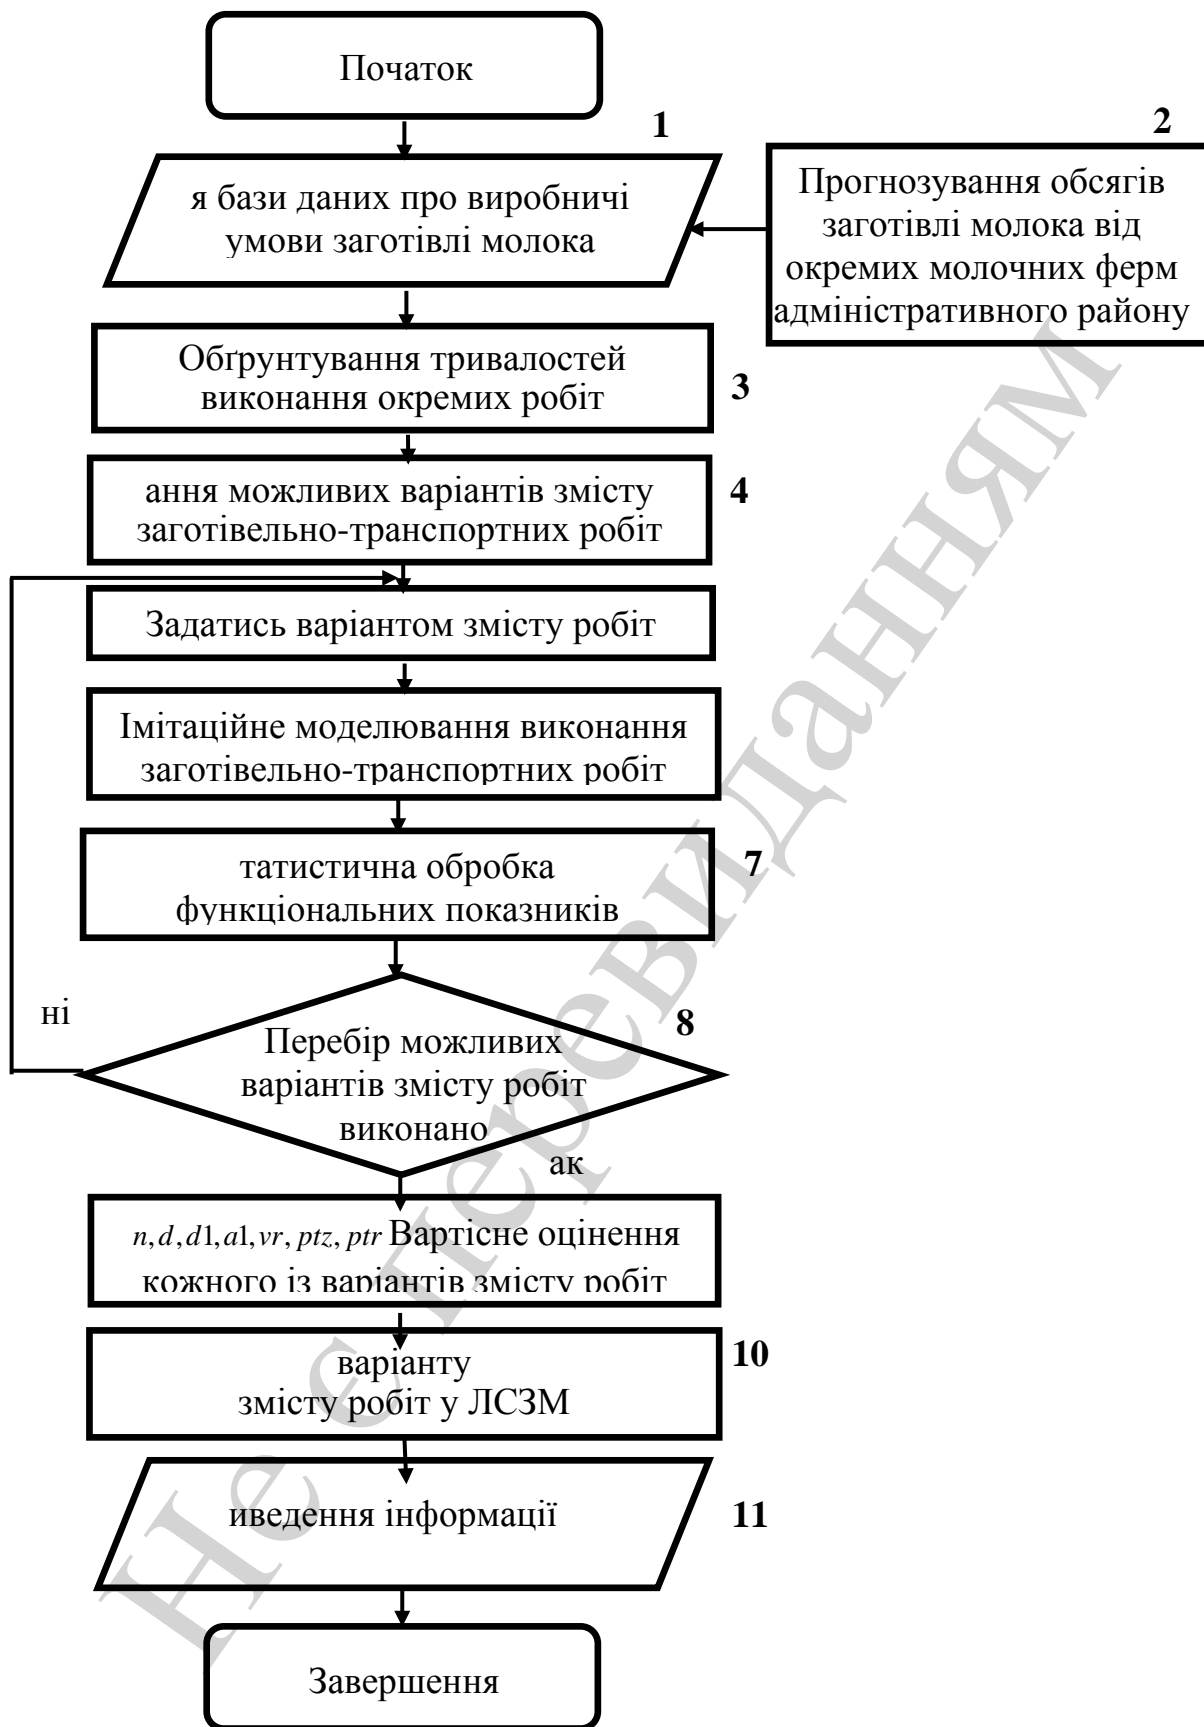 Початок
1
я бази даних про виробничі
умови заготівлі молока
2
Прогнозування обсягів
заготівлі молока від
окремих молочних ферм
адміністративного району
Обґрунтування тривалостей
виконання окремих робіт
3
ання можливих варіантів змісту
заготівельно-транспортних робіт
4
Задатись варіантом змісту робіт
Імітаційне моделювання виконання
заготівельно-транспортних робіт
татистична обробка
функціональних показників
7
ні
8
Перебір можливих
варіантів змісту робіт
виконано
ак
n,d,d1,a1,vr,ptz,ptr Вартісне оцінення
кожного із варіантів змісту робіт
варіанту
змісту робіт у ЛСЗМ
10
иведення інформації
11
Завершення
Не є перевиданням